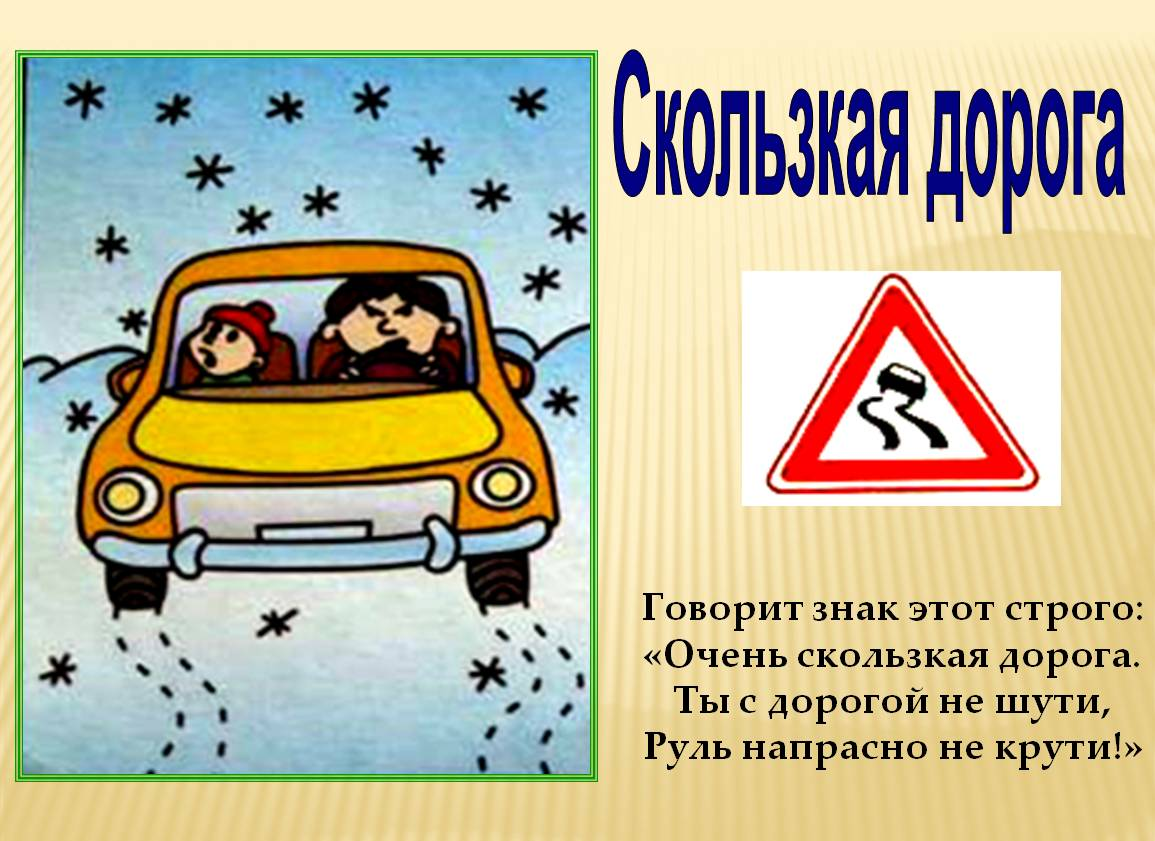 Скользкая дорога
Говорит знак этот строго:
«Очень скользкая дорога.
Ты с дорогой не шути,
Руль напрасно не крути!»